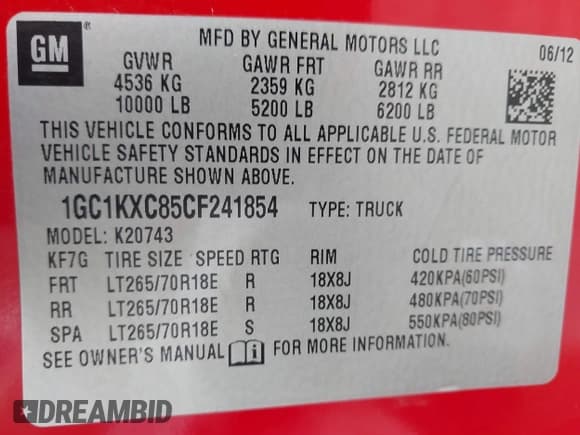 GM
MFD BY GENERAL MOTORS LLC 06/12
GVWR GAWR FRT GAWR RR
4536 KG 2359 KG 2812 KG
10000 LB 5200 LB 6200 LB
THIS VEHICLE CONFORMS TO ALL APPLICABLE U.S. FEDERAL MOTOR
VEHICLE SAFETY STANDARDS IN EFFECT ON THE DATE OF
MANUFACTURE SHOWN ABOVE.
1GC1KXC85CF241854 TYPE: TRUCK
MODEL: K20743
KF7G TIRE SIZE SPEED RTG RIM COLD TIRE PRESSURE
FRT LT265/70R18E R 18X8J 420KPA(60PSI)
RR LT265/70R18E R 18X8J 480KPA(70PSI)
SPA LT265/70R18E S 18X8J 550KPA(80PSI)
SEE OWNER'S MANUAL i FOR MORE INFORMATION.
DREAMBID